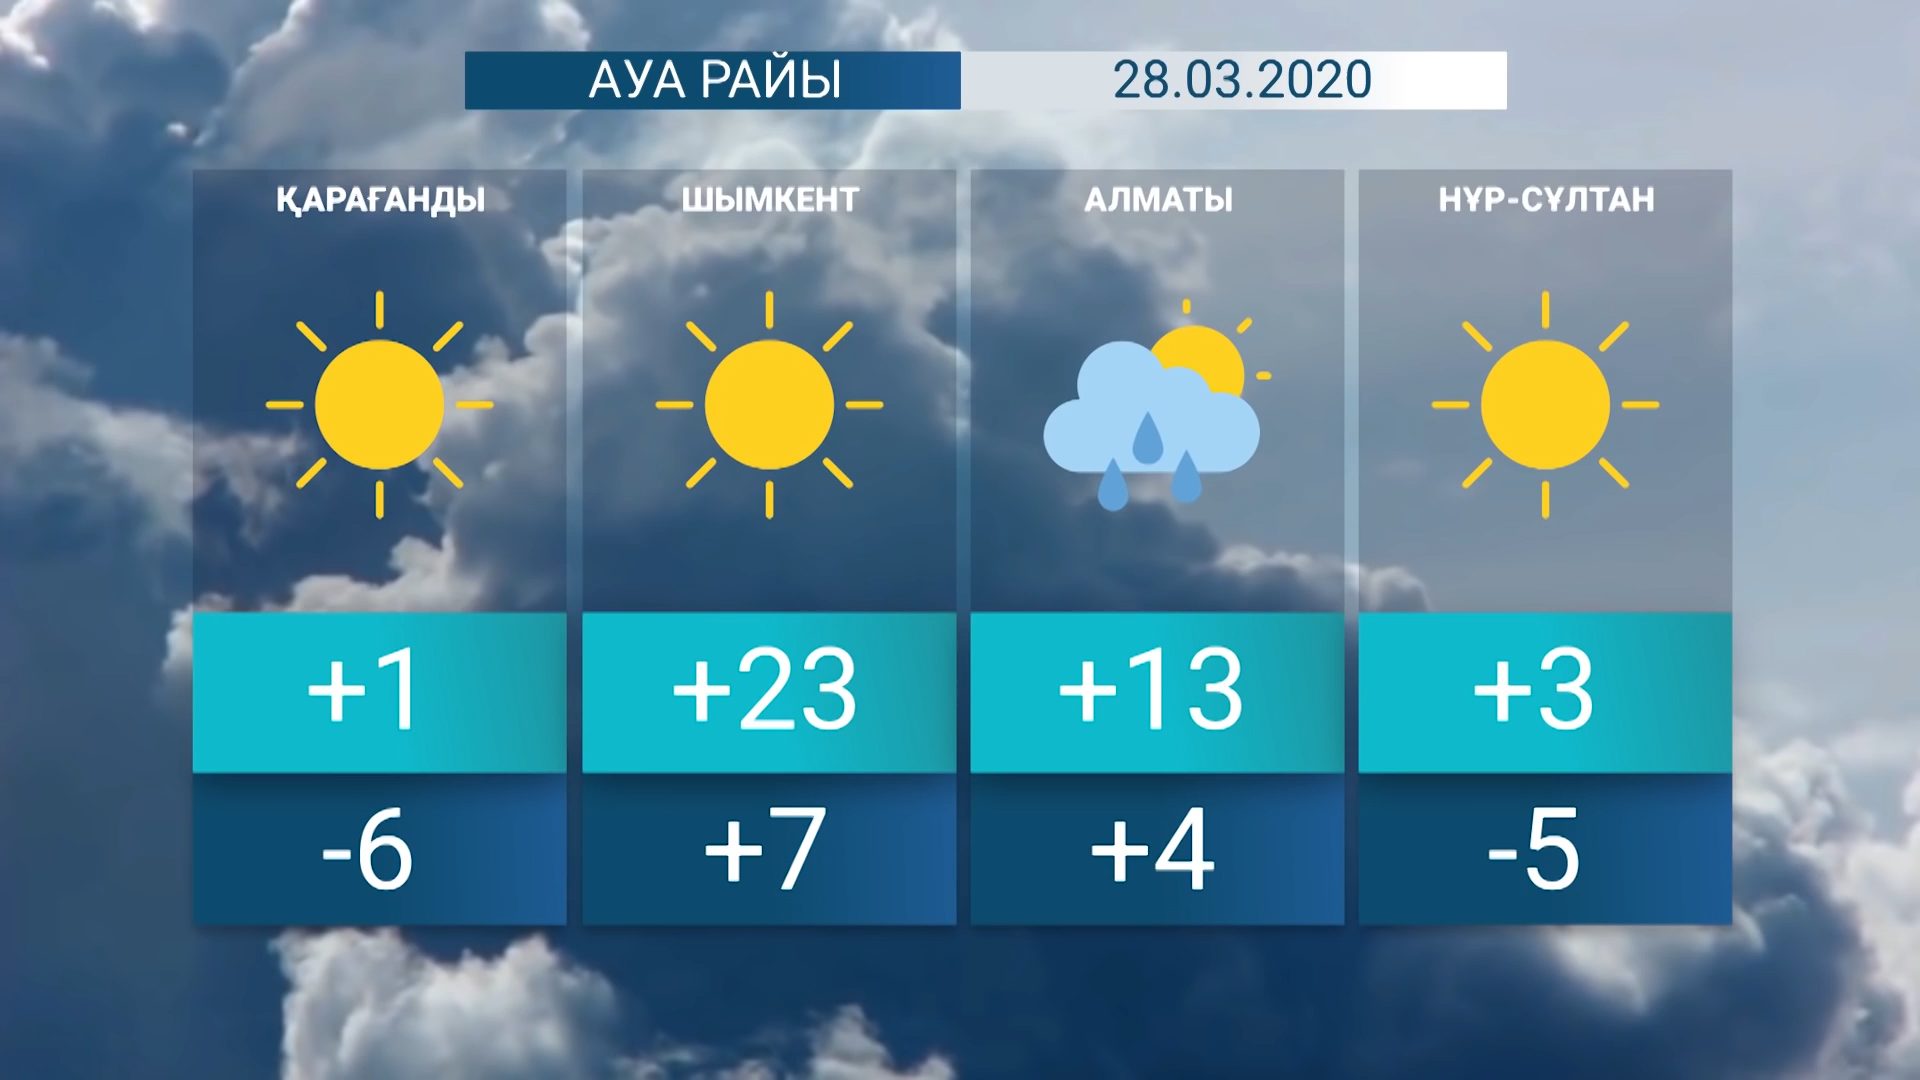 АУА РАЙЫ 28.03.2020
ҚАРАҒАНДЫ ШЫМКЕНТ АЛМАТЫ НҰР-СҰЛТАН
+1 +23 +13 +3
-6 +7 +4 -5